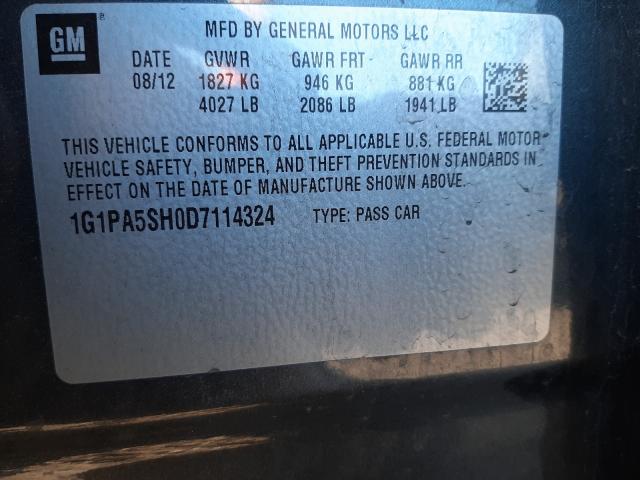 GM
MFD BY GENERAL MOTORS LLC
DATE GVWR GAWR FRT GAWR RR
08/12 1827 KG 946 KG 881 KG
4027 LB 2086 LB 1941 LB
THIS VEHICLE CONFORMS TO ALL APPLICABLE U.S. FEDERAL MOTOR
VEHICLE SAFETY, BUMPER, AND THEFT PREVENTION STANDARDS IN
EFFECT ON THE DATE OF MANUFACTURE SHOWN ABOVE.
1G1PA5SH0D7114324 TYPE: PASS CAR